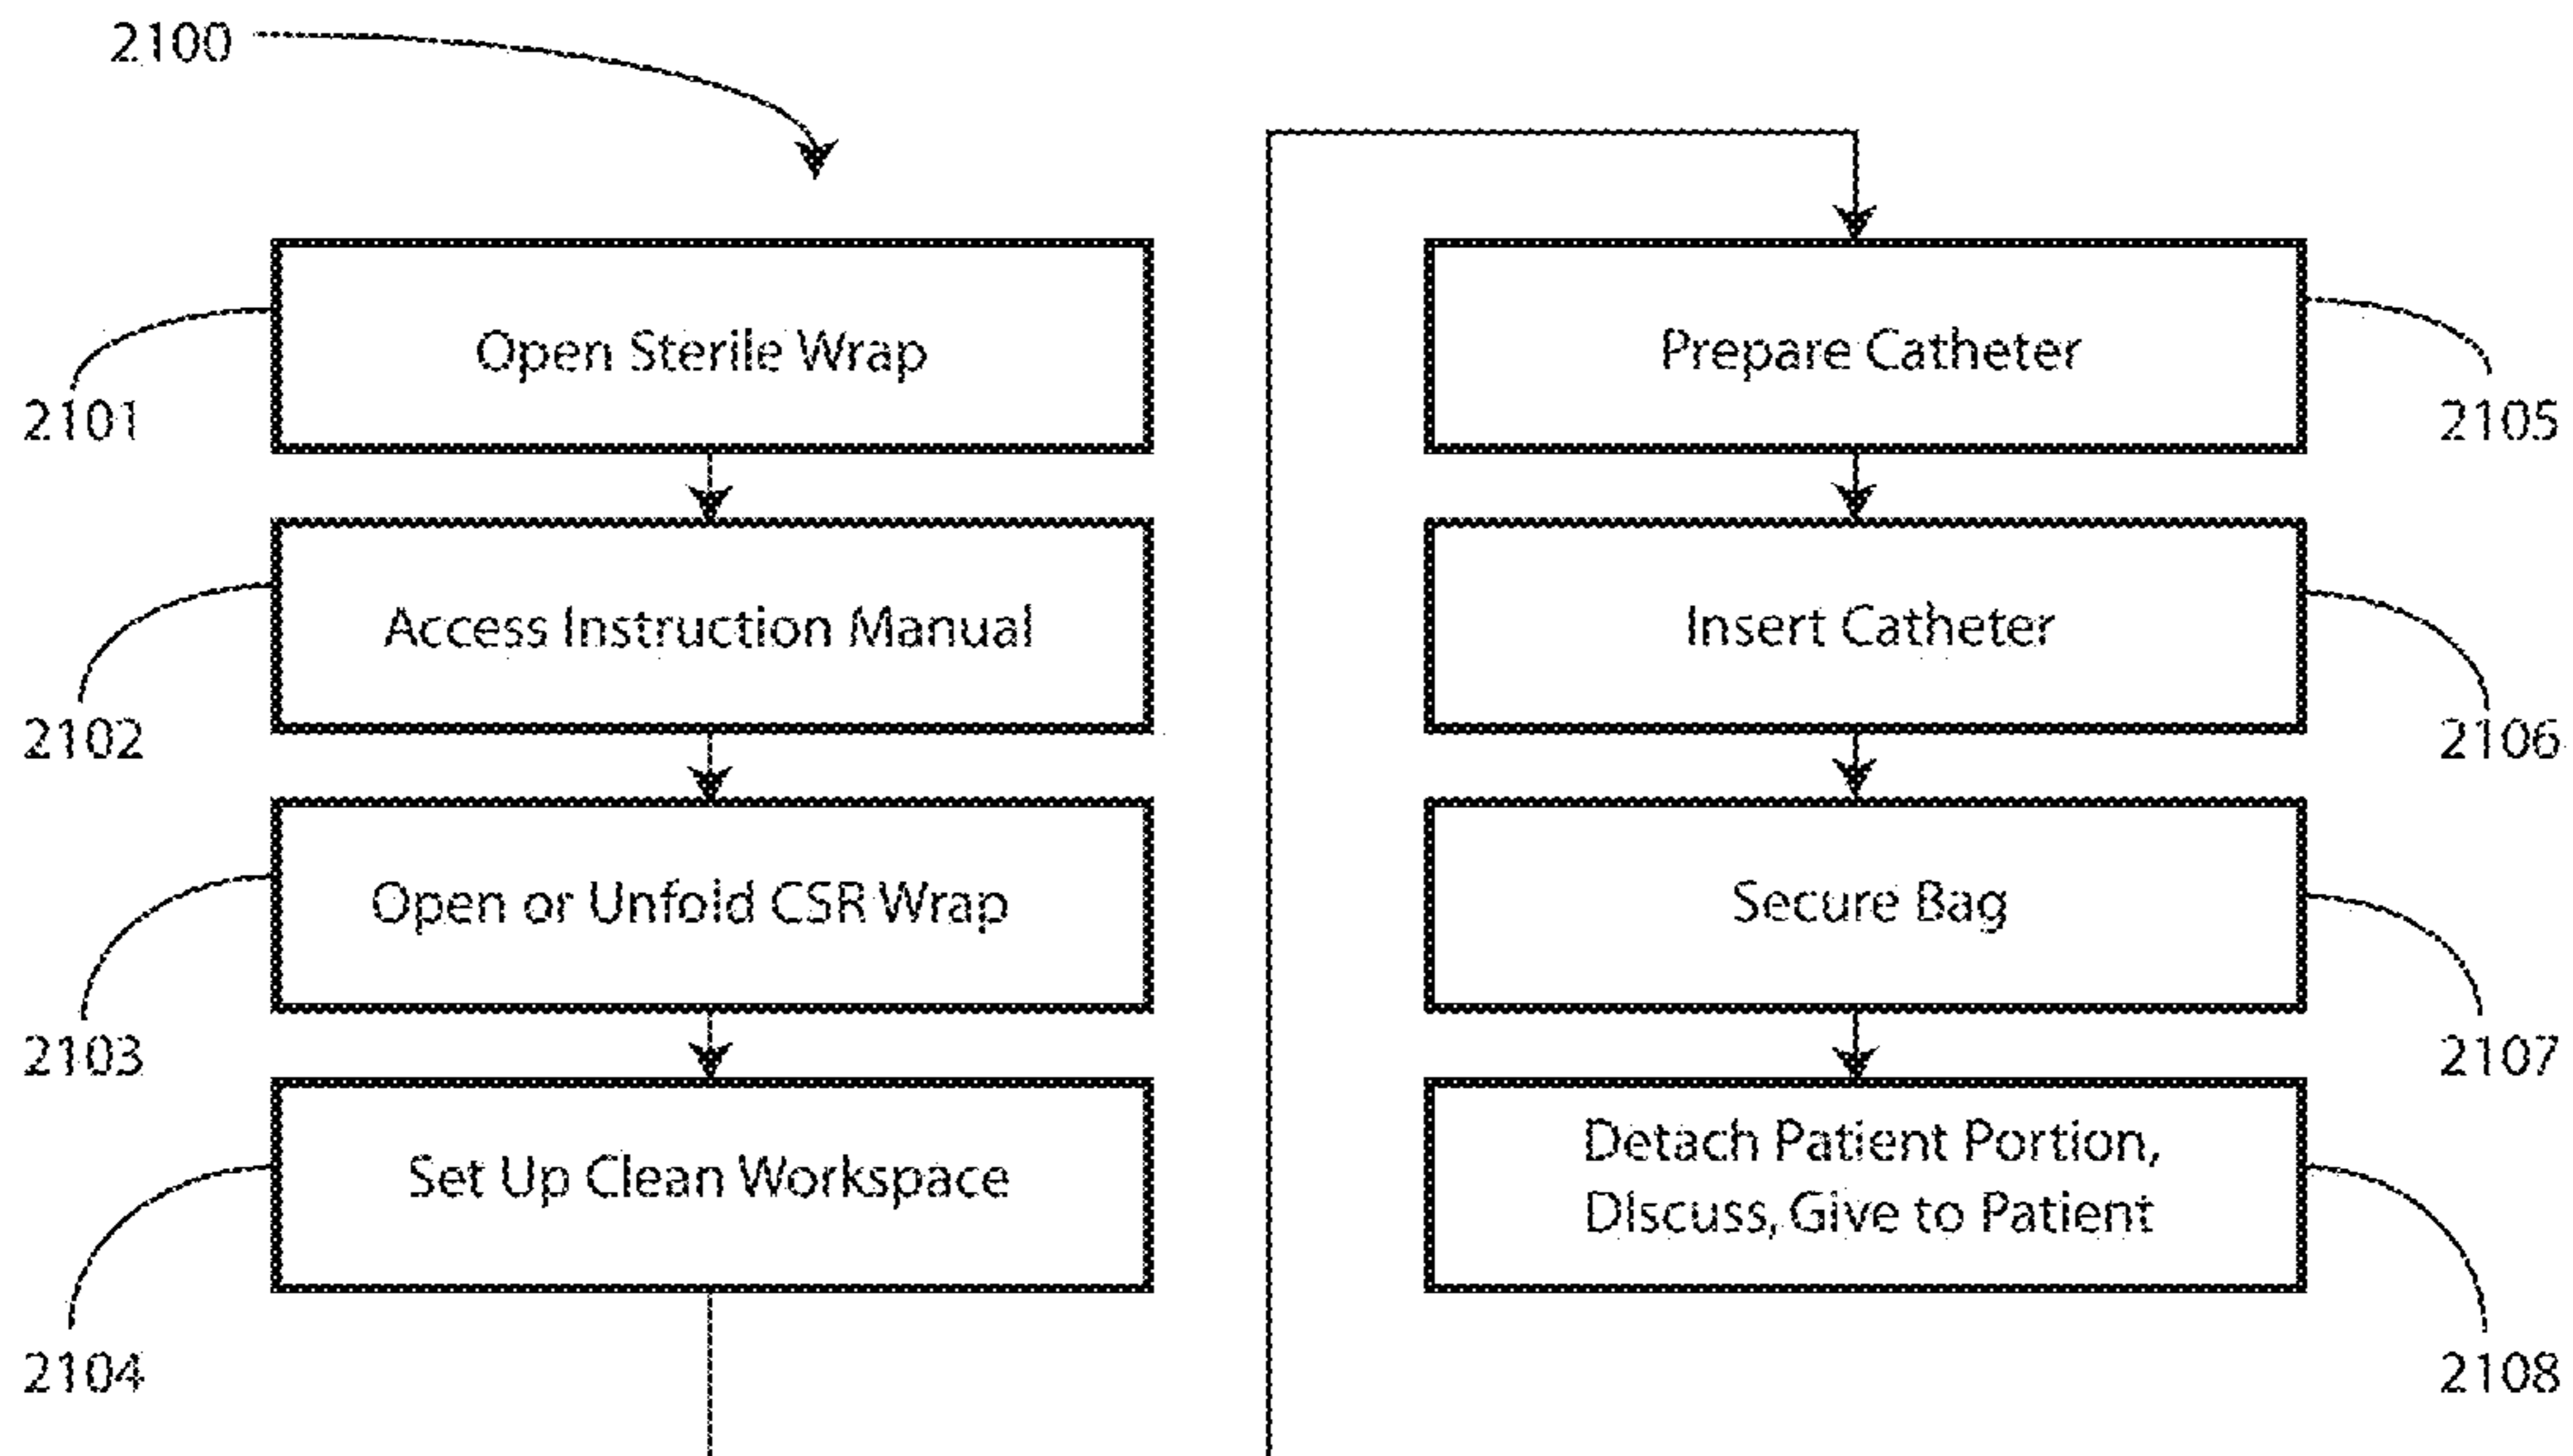 2100
Open Sterile Wrap
2101
Access Instruction Manual
2102
Open or Unfold CSR Wrap
2103
Set Up Clean Workspace
2104
Prepare Catheter
2105
Insert Catheter
2106
Secure Bag
2107
Detach Patient Portion,
Discuss, Give to Patient
2108